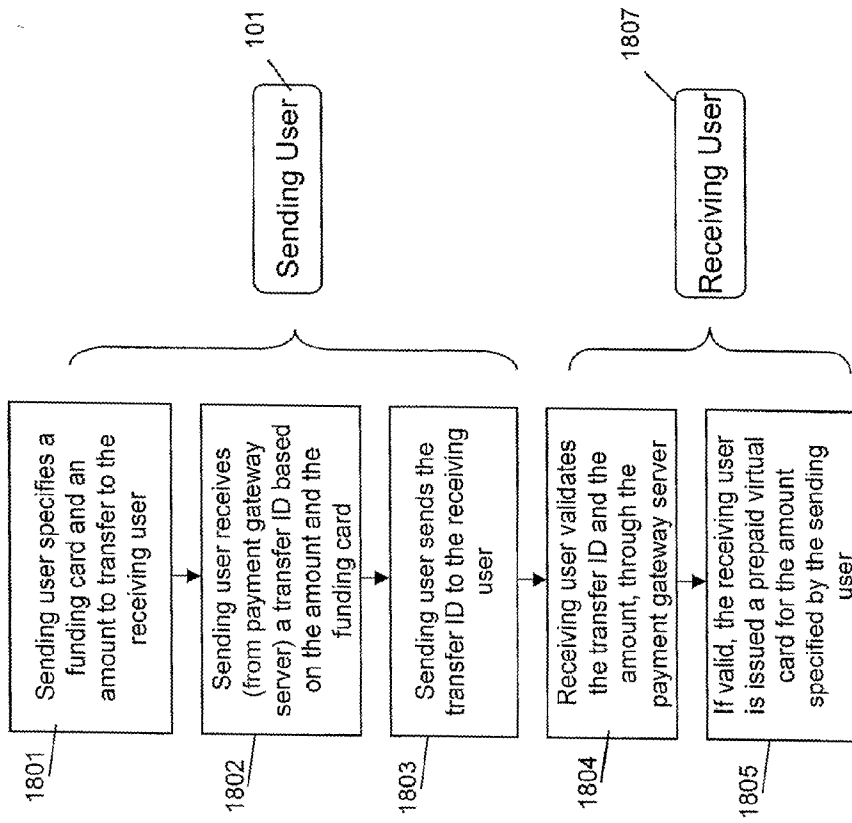 1801
Sending user specifies a
funding card and an
amount to transfer to the
receiving user
1802
Sending user receives
(from payment gateway
server) a transfer ID based
on the amount and the
funding card
1803
Sending user sends the
transfer ID to the receiving
user
1804
Receiving user validates
the transfer ID and the
amount, through the
payment gateway server
1805
If valid, the receiving user
is issued a prepaid virtual
card for the amount
specified by the sending
user
Sending User
101
Receiving User
1807